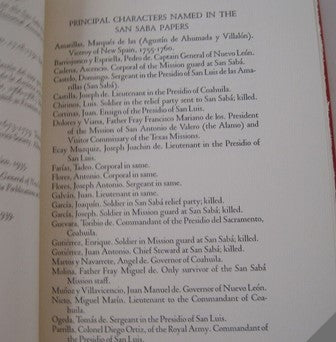 PRINCIPAL CHARACTERS NAMED IN THE
SAN SABA PAPERS
Amarillas, Marqués de las (Agustín de Ahumada y Villalón).
Viceroy of New Spain, 1755-1760.
Barrio Junco y Espriella, Pedro de. Captain General of Nuevo León.
Cadena, Ascencio. Corporal of the Mission guard at San Sabá.
Castelo, Domingo. Sergeant in the Presidio of San Luis de las Ama-
rillas (San Sabá).
Castilla, Joseph de. Lieutenant in the Presidio of Coahuila.
Chirinos, Luis. Soldier in the relief party sent to San Sabá; killed.
Cortinas, Juan. Ensign of the Presidio of San Luis.
Dolores y Viana, Father Fray Francisco Mariano de los. President
of the Mission of San Antonio de Valero (the Alamo) and
Visitor Commissary of the Texas Missions.
Ecay Muzquiz, Joseph Joachin de. Lieutenant in the Presidio of
San Luis.
Farías, Tadeo. Corporal in same.
Flores, Antonio. Corporal in same.
Flores, Joseph Antonio. Sergeant in same.
Galván, Juan. Lieutenant in same.
García, Joaquín. Soldier in San Sabá relief party; killed.
García, Joseph. Soldier in Mission guard at San Sabá; killed.
Guevara, Toribio de. Commandant of the Presidio del Sacramento,
Coahuila.
Gutiérrez, Enrique. Soldier in Mission guard at San Sabá; killed.
Gutiérrez, Juan Antonio. Chief Steward at San Sabá; killed.
Martos y Navarrete, Angel de. Governor of Coahuila.
Molina, Father Fray Miguel de. Only survivor of the San Sabá
Mission staff.
Muñoz y Villavicencio, Juan Manuel de. Governor of Nuevo León.
Nieto, Miguel Marín. Lieutenant to the Commandant of Coa-
huila.
Ogeda, Tomás de. Sergeant in the Presidio of San Luis.
Parrilla, Colonel Diego Ortiz, of the Royal Army. Commandant of
the Presidio of San Luis.